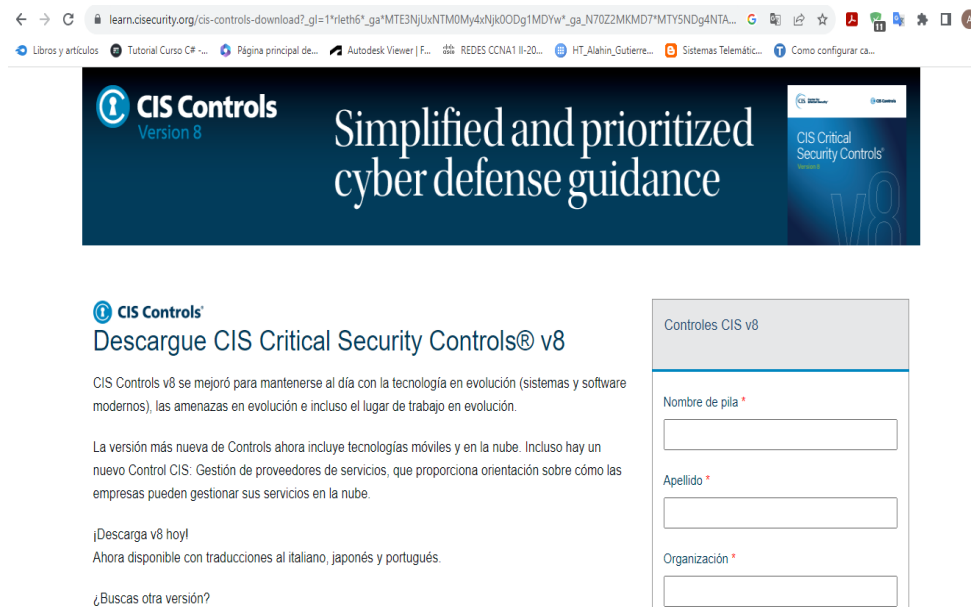 learn.cisecurity.org/cis-controls-download?_gl=1*rleth6*_ga*MTE3NjUxNTM0My4xNjk0ODg1MDYw*_ga_N70Z2MKMD7*MTY5NDg4NTA...
11
A
Libros y artículos Tutorial Curso C# -... Página principal de... Autodesk Viewer | F... REDES CCNA1 II-20... HT_Alahin_Gutierre... Sistemas Telemátic... Como configurar ca...
CIS Controls
Version 8
Simplified and prioritized
cyber defense guidance
CIS
CIS Controls
CIS Critical
Security Controls®
Version 8
v8
CIS Controls®
Descargue CIS Critical Security Controls® v8
CIS Controls v8 se mejoró para mantenerse al día con la tecnología en evolución (sistemas y software
modernos), las amenazas en evolución e incluso el lugar de trabajo en evolución.
La versión más nueva de Controls ahora incluye tecnologías móviles y en la nube. Incluso hay un
nuevo Control CIS: Gestión de proveedores de servicios, que proporciona orientación sobre cómo las
empresas pueden gestionar sus servicios en la nube.
¡Descarga v8 hoy!
Ahora disponible con traducciones al italiano, japonés y portugués.
¿Buscas otra versión?
Controles CIS v8
Nombre de pila *
Apellido *
Organización *